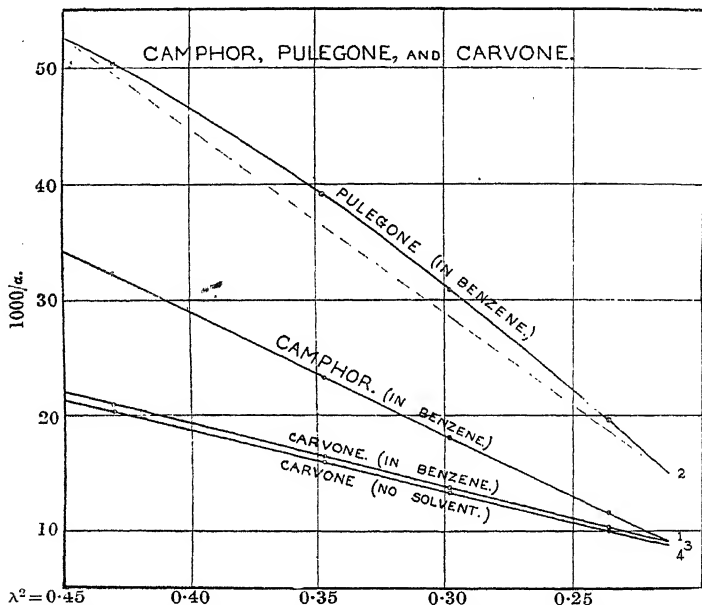 CAMPHOR, PULEGONE, AND CARVONE.
50
40
30
20
10
1000/α.
PULEGONE (IN BENZENE,)
CAMPHOR. (IN BENZENE.)
CARVONE. (IN BENZENE.)
CARVONE (NO SOLVENT.)
2
1
3
4
λ²=0·45 0·40 0·35 0·30 0·25